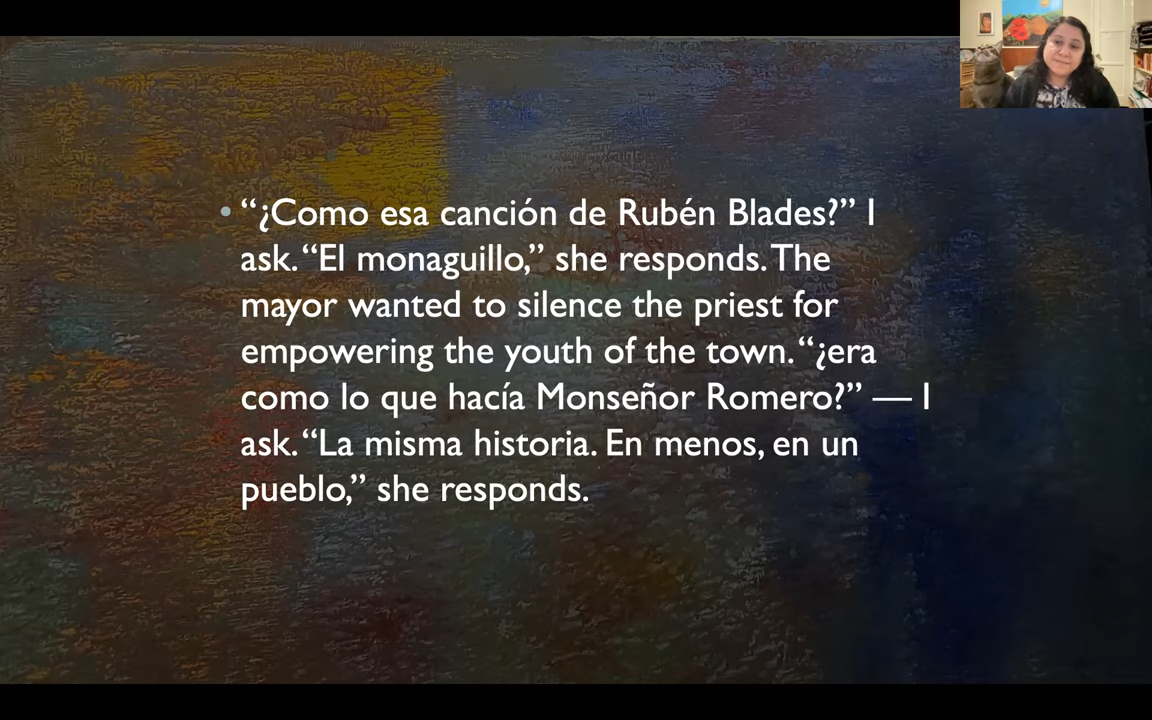 • “¿Como esa canción de Rubén Blades?” I
ask. “El monaguillo,” she responds. The
mayor wanted to silence the priest for
empowering the youth of the town. “¿era
como lo que hacía Monseñor Romero?” — I
ask. “La misma historia. En menos, en un
pueblo,” she responds.